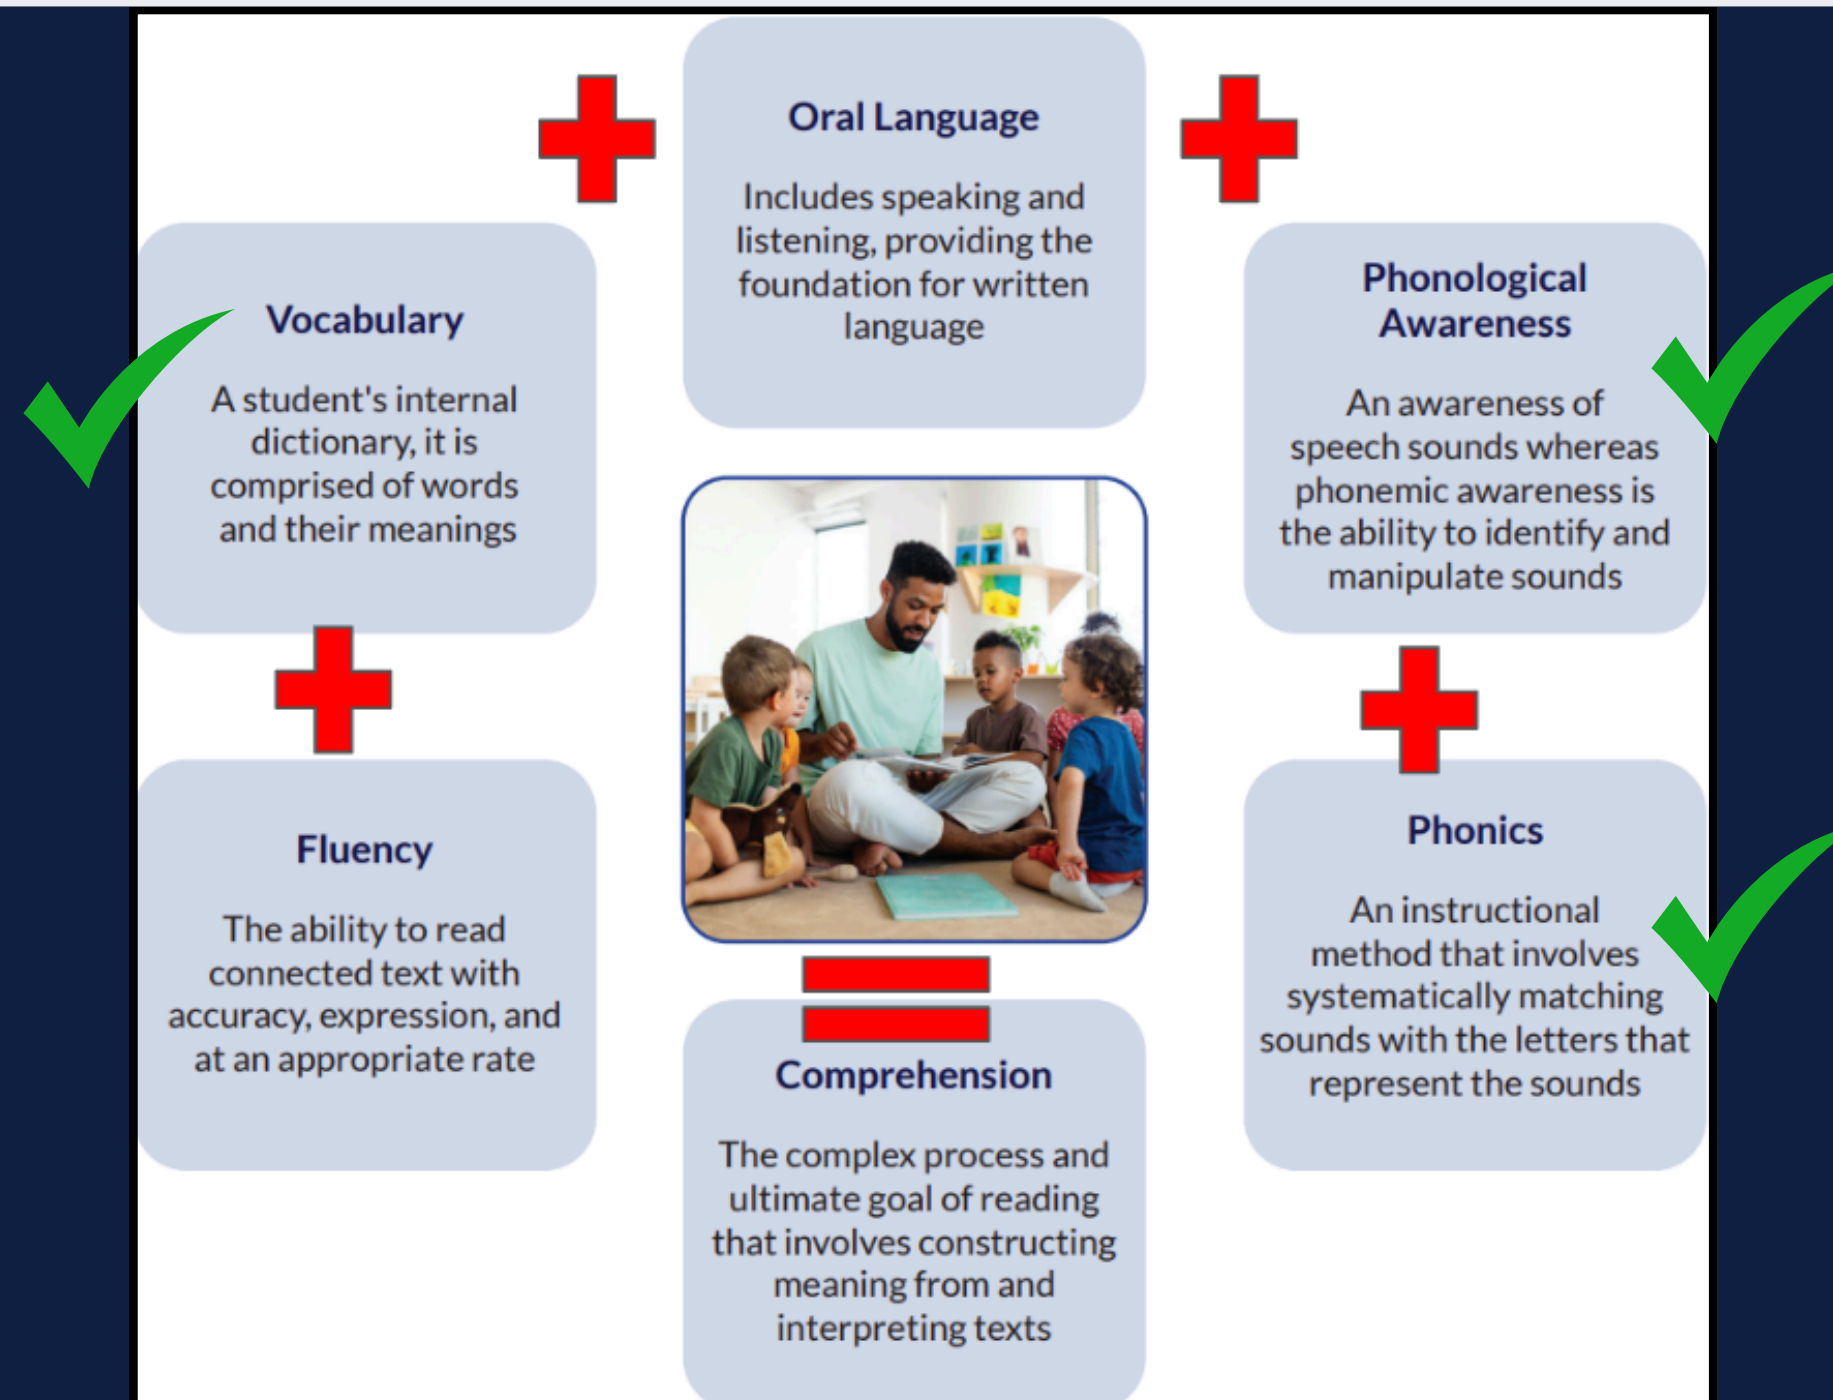 Oral Language
Includes speaking and
listening, providing the
foundation for written
language
Vocabulary
A student's internal
dictionary, it is
comprised of words
and their meanings
Phonological
Awareness
An awareness of
speech sounds whereas
phonemic awareness is
the ability to identify and
manipulate sounds
Fluency
The ability to read
connected text with
accuracy, expression, and
at an appropriate rate
Phonics
An instructional
method that involves
systematically matching
sounds with the letters that
represent the sounds
Comprehension
The complex process and
ultimate goal of reading
that involves constructing
meaning from and
interpreting texts